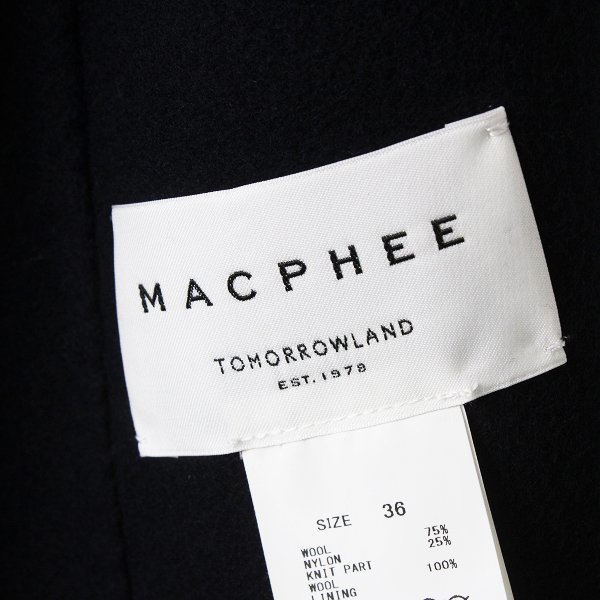 MACPHEE
TOMORROWLAND
EST. 1978
SIZE 36
WOOL 75%
NYLON 25%
KNIT PART
WOOL 100%
LINING